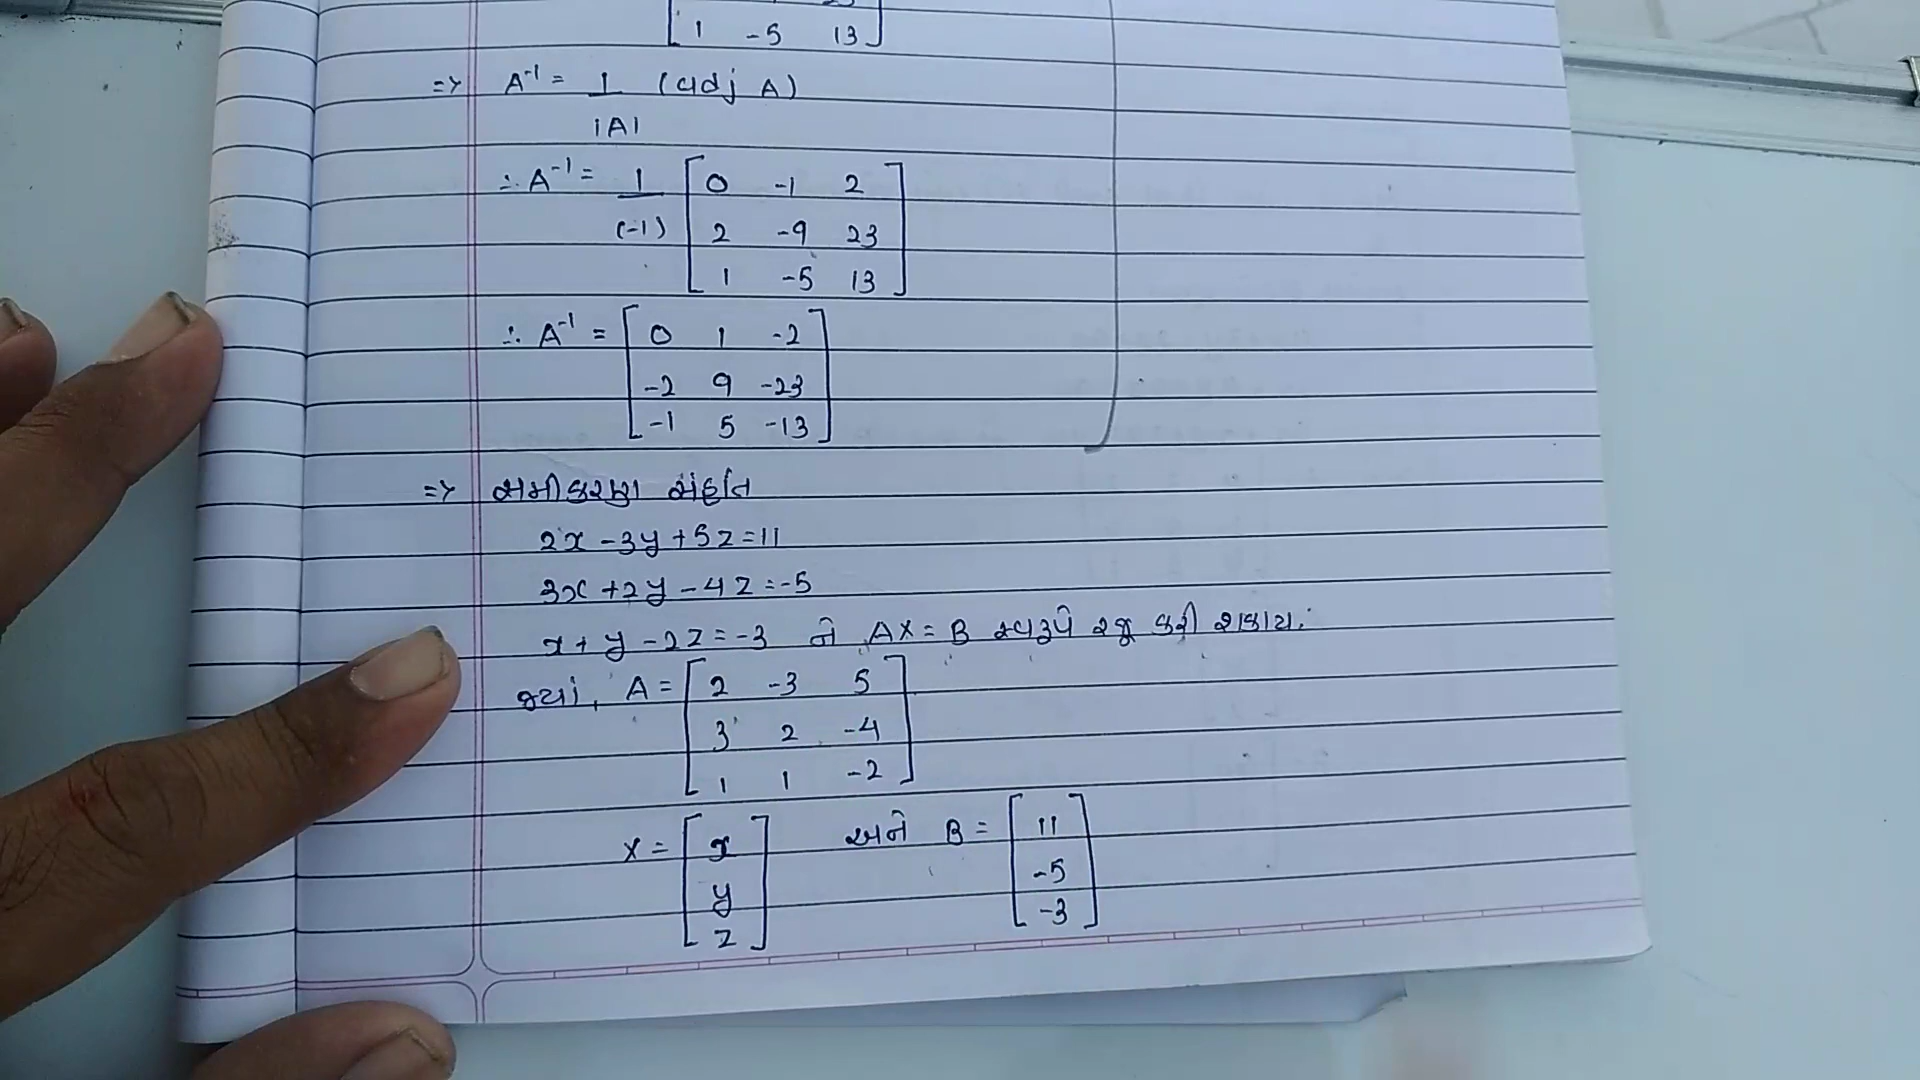 1 -5 13
=> A⁻¹ = 1 (adj A)
|A|
∴ A⁻¹ = 1 0 -1 2
(-1) 2 -9 23
1 -5 13
∴ A⁻¹ = 0 1 -2
-2 9 -23
-1 5 -13
=> સમીકરણ સંહતિ
2x - 3y + 5z = 11
3x + 2y - 4z = -5
x + y - 2z = -3 ને AX = B સ્વરૂપે રજૂ કરી શકાય.
જ્યાં, A = 2 -3 5
3 2 -4
1 1 -2
X = x અને B = 11
y -5
z -3